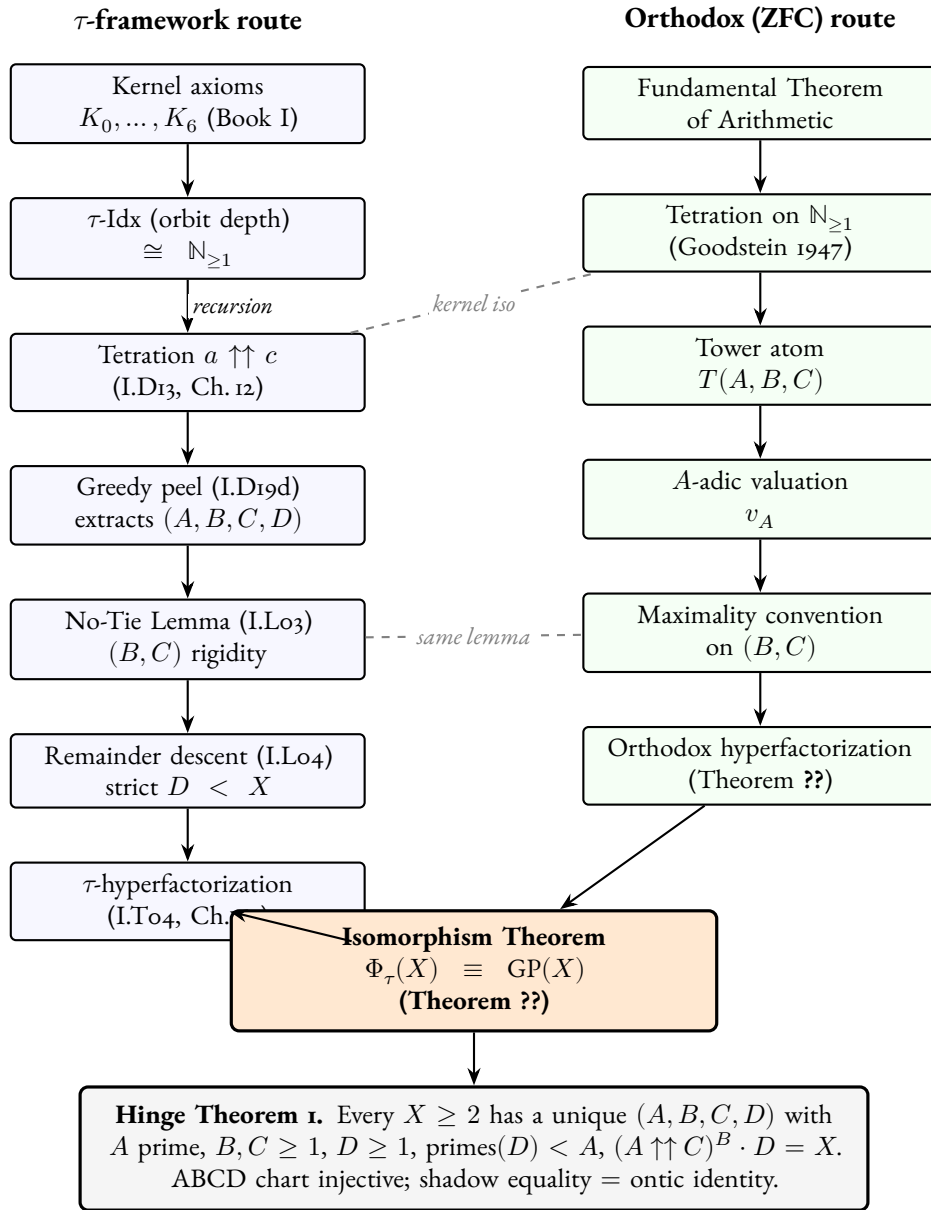 τ-framework route
Kernel axioms
K₀, … , K₆ (Book I)
τ-Idx (orbit depth)
≅ ℕ≥1
recursion
Tetration a ↑↑ c
(I.D13, Ch. 12)
Greedy peel (I.D19d)
extracts (A, B, C, D)
No-Tie Lemma (I.L03)
(B, C) rigidity
Remainder descent (I.L04)
strict D < X
τ-hyperfactorization
(I.T04, Ch.
Orthodox (ZFC) route
Fundamental Theorem
of Arithmetic
Tetration on ℕ≥1
(Goodstein 1947)
kernel iso
Tower atom
T(A, B, C)
A-adic valuation
v_A
Maximality convention
on (B, C)
same lemma
Orthodox hyperfactorization
(Theorem ??)
Isomorphism Theorem
Φ_τ(X) ≡ GP(X)
(Theorem ??)
Hinge Theorem 1. Every X ≥ 2 has a unique (A, B, C, D) with
A prime, B, C ≥ 1, D ≥ 1, primes(D) < A, (A ↑↑ C)^B · D = X.
ABCD chart injective; shadow equality = ontic identity.